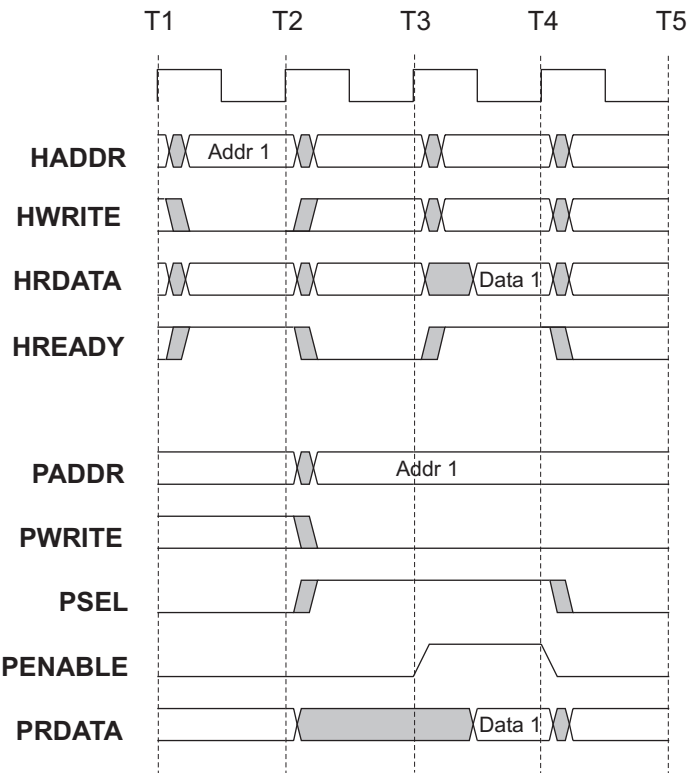 T1 T2 T3 T4 T5
HADDR Addr 1
HWRITE
HRDATA Data 1
HREADY
PADDR Addr 1
PWRITE
PSEL
PENABLE
PRDATA Data 1